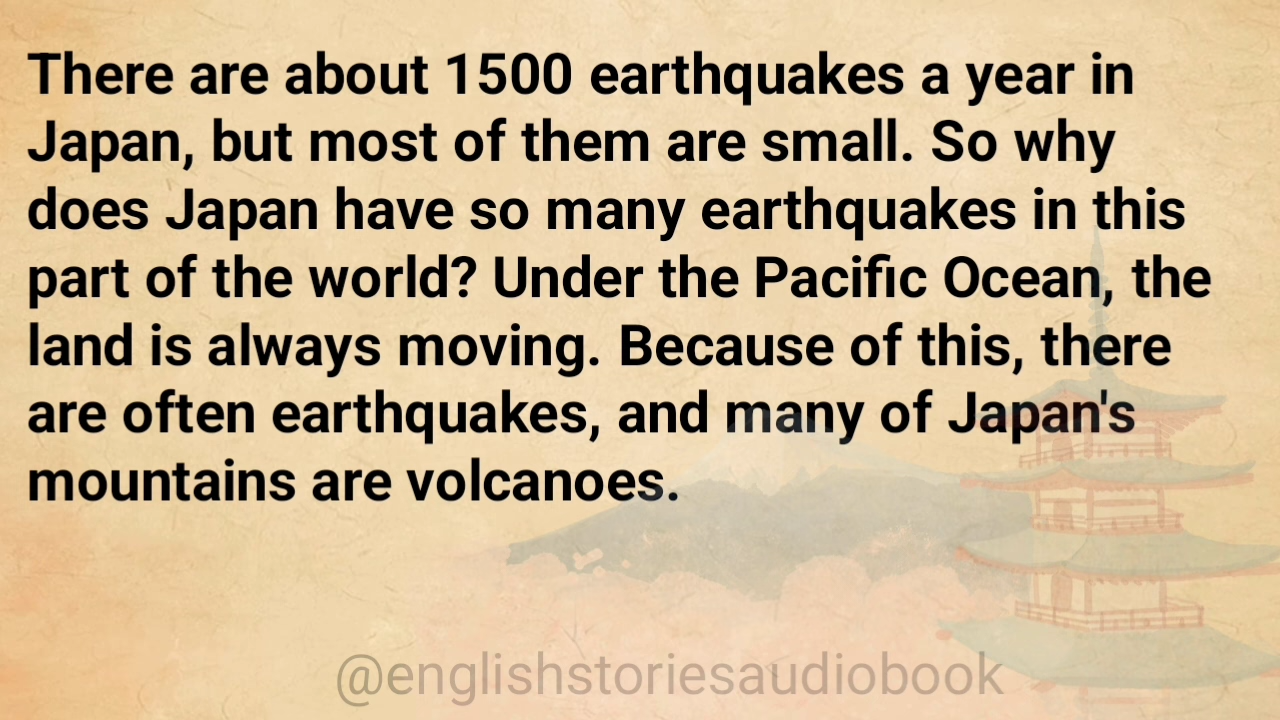 There are about 1500 earthquakes a year in
Japan, but most of them are small. So why
does Japan have so many earthquakes in this
part of the world? Under the Pacific Ocean, the
land is always moving. Because of this, there
are often earthquakes, and many of Japan's
mountains are volcanoes.
@englishstoriesaudiobook